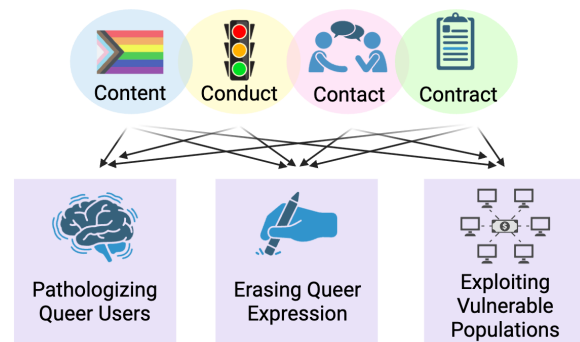 Content
Conduct
Contact
Contract
Pathologizing
Queer Users
Erasing Queer
Expression
Exploiting
Vulnerable
Populations